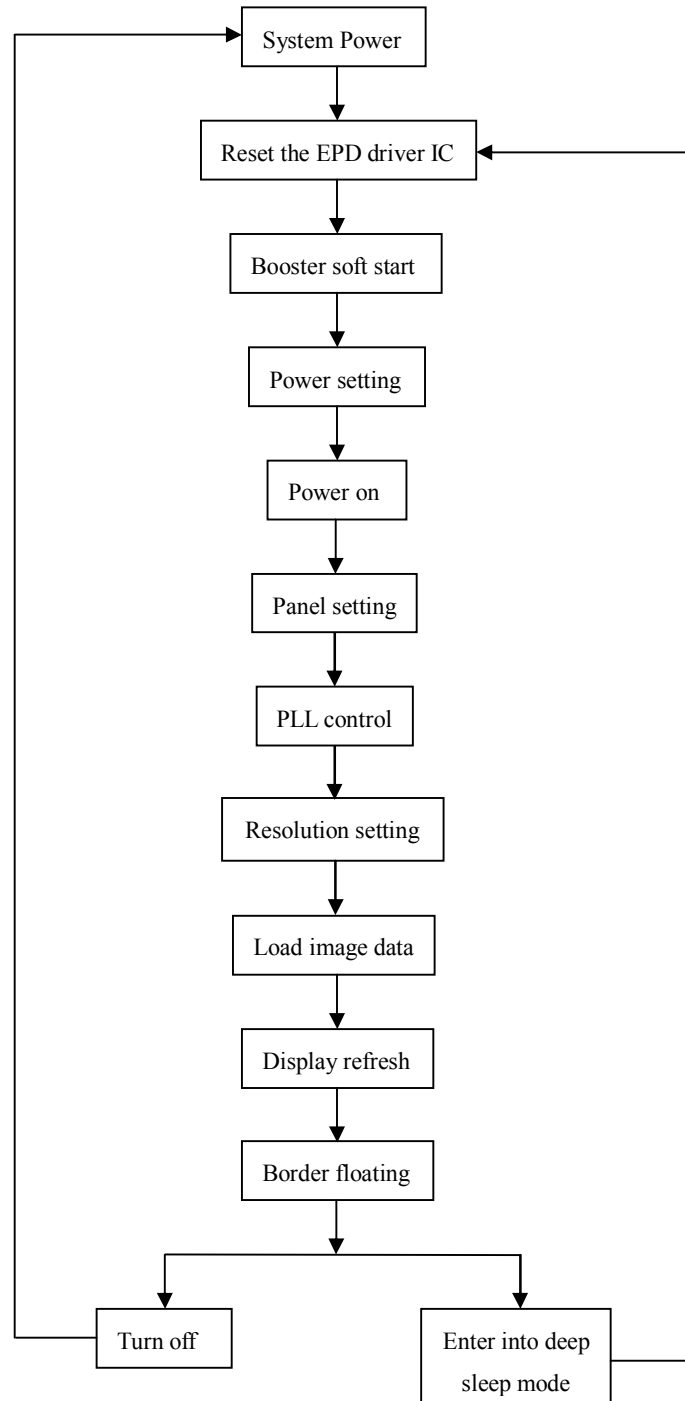 System Power
Reset the EPD driver IC
Booster soft start
Power setting
Power on
Panel setting
PLL control
Resolution setting
Load image data
Display refresh
Border floating
Turn off
Enter into deep
sleep mode